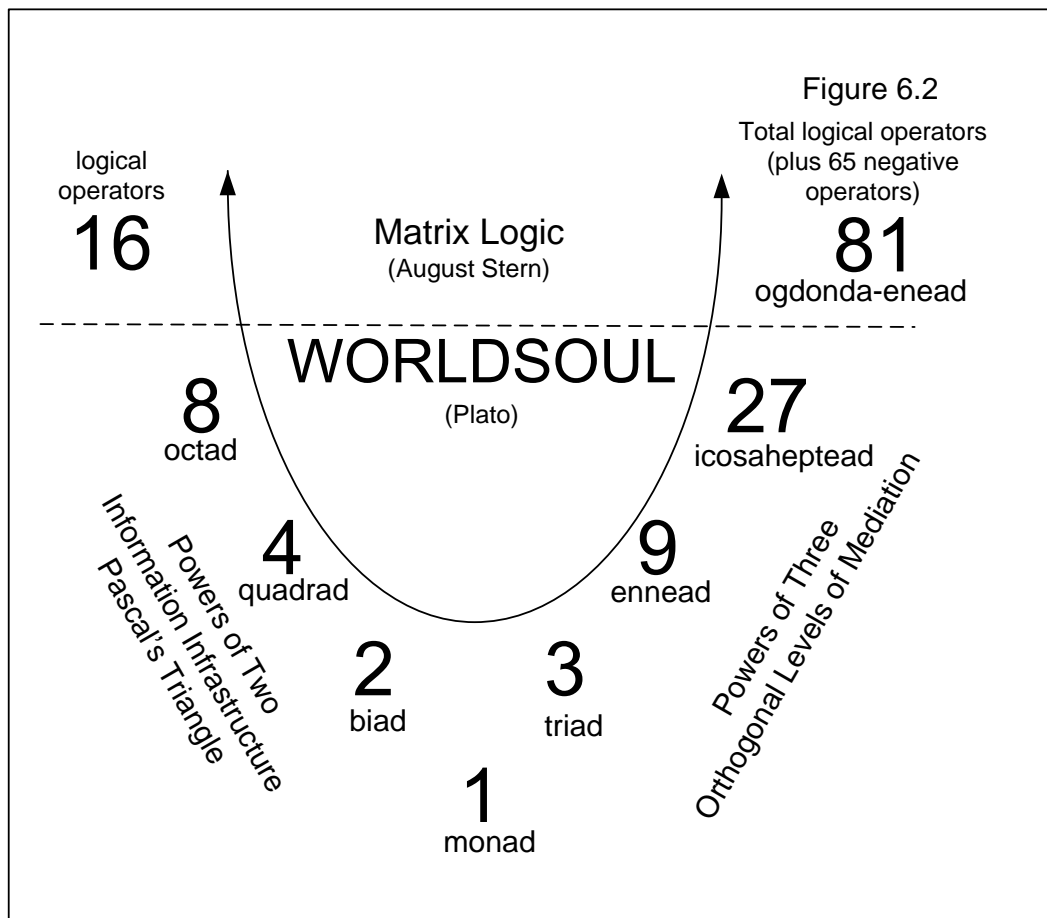 Figure 6.2
Total logical operators
(plus 65 negative
operators)
81
ogdonda-enead
logical
operators
16
Matrix Logic
(August Stern)
WORLDSOUL
(Plato)
8
octad
27
icosaheptead
4
quadrad
9
ennead
2
biad
3
triad
1
monad
Powers of Two
Information Infrastructure
Pascal's Triangle
Powers of Three
Orthogonal Levels of Mediation